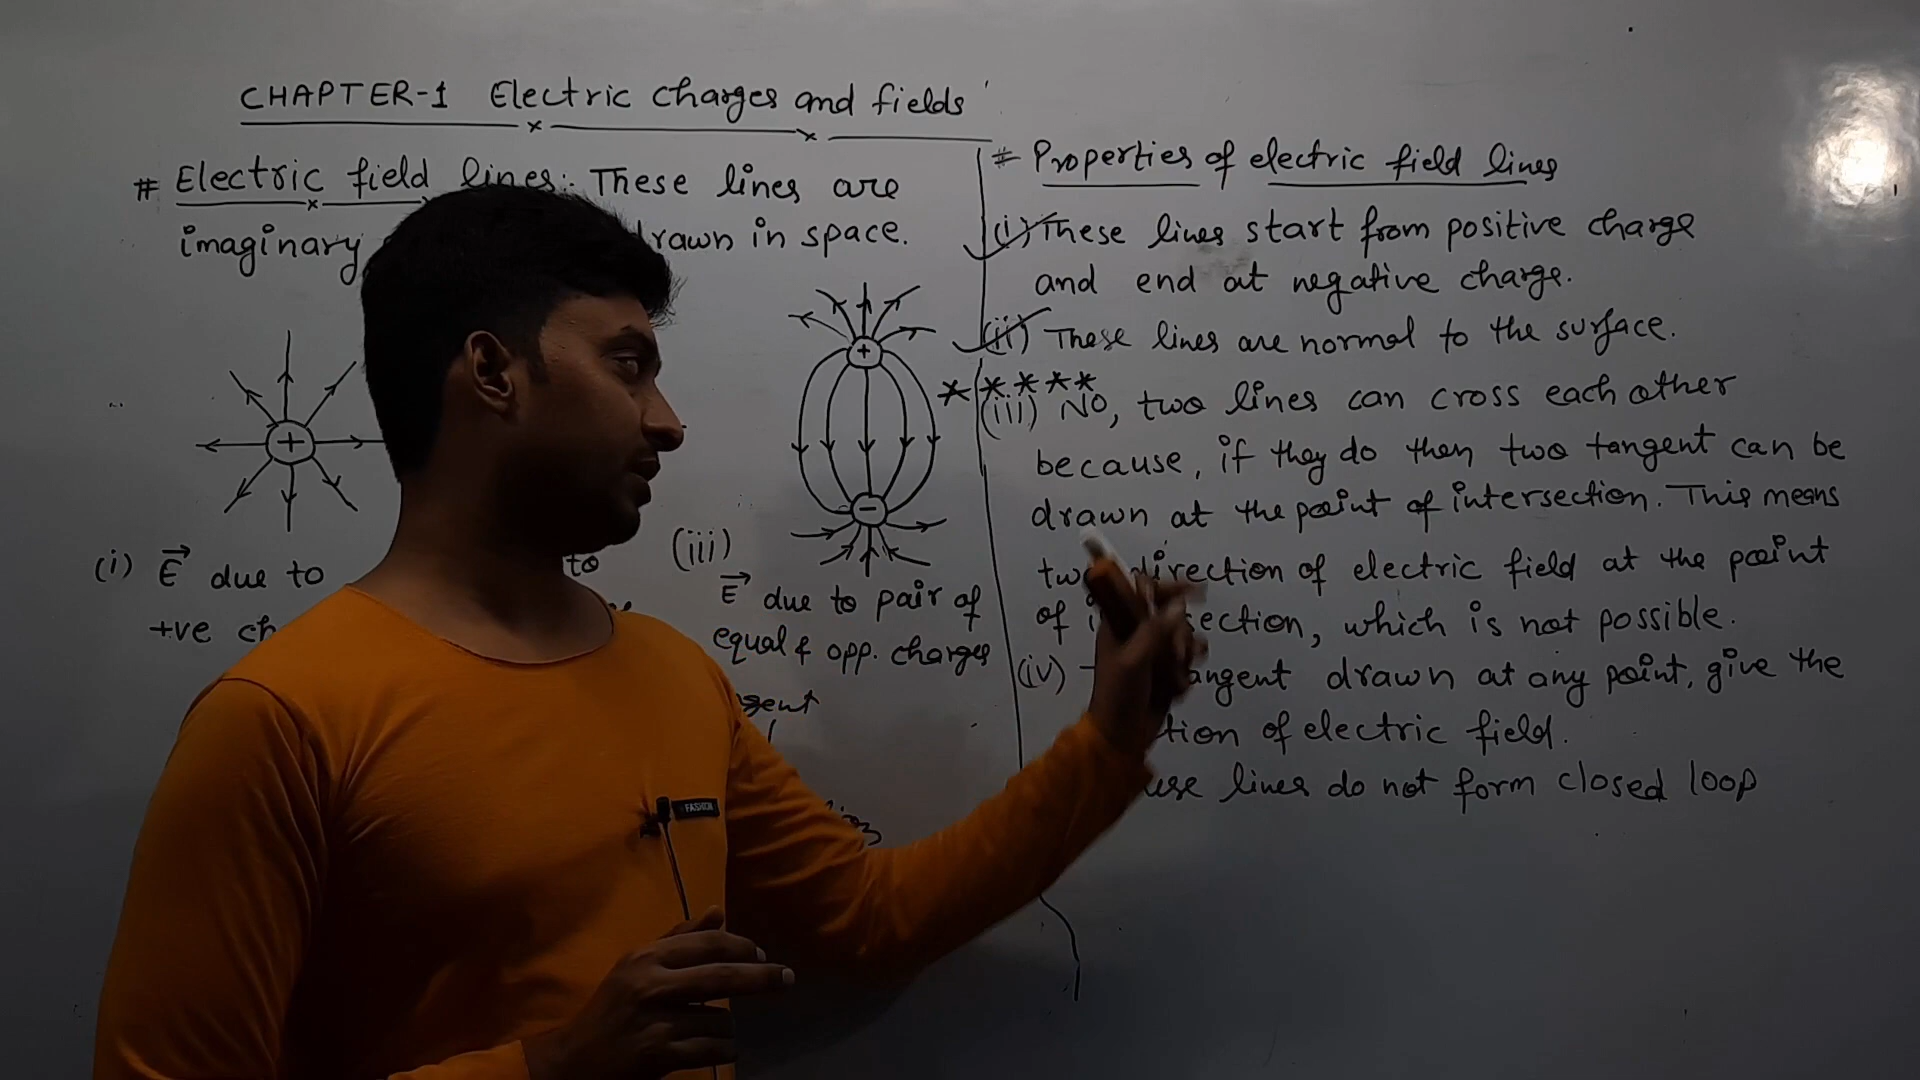 CHAPTER-1 Electric charges and fields
# Electric field lines: These lines are
imaginary drawn in space.
+
+
-
(i) E due to
+ve
to
(iii)
E due to pair of
equal & opp. charges
# Properties of electric field lines
(i) These lines start from positive charge
and end at negative charge.
(ii) These lines are normal to the surface.
*****
(iii) No, two lines can cross each other
because, if they do then two tangent can be
drawn at the point of intersection. This means
direction of electric field at the point
of which is not possible.
(iv) drawn at any point, give the
of electric field.
lines do not form closed loop
FASHION